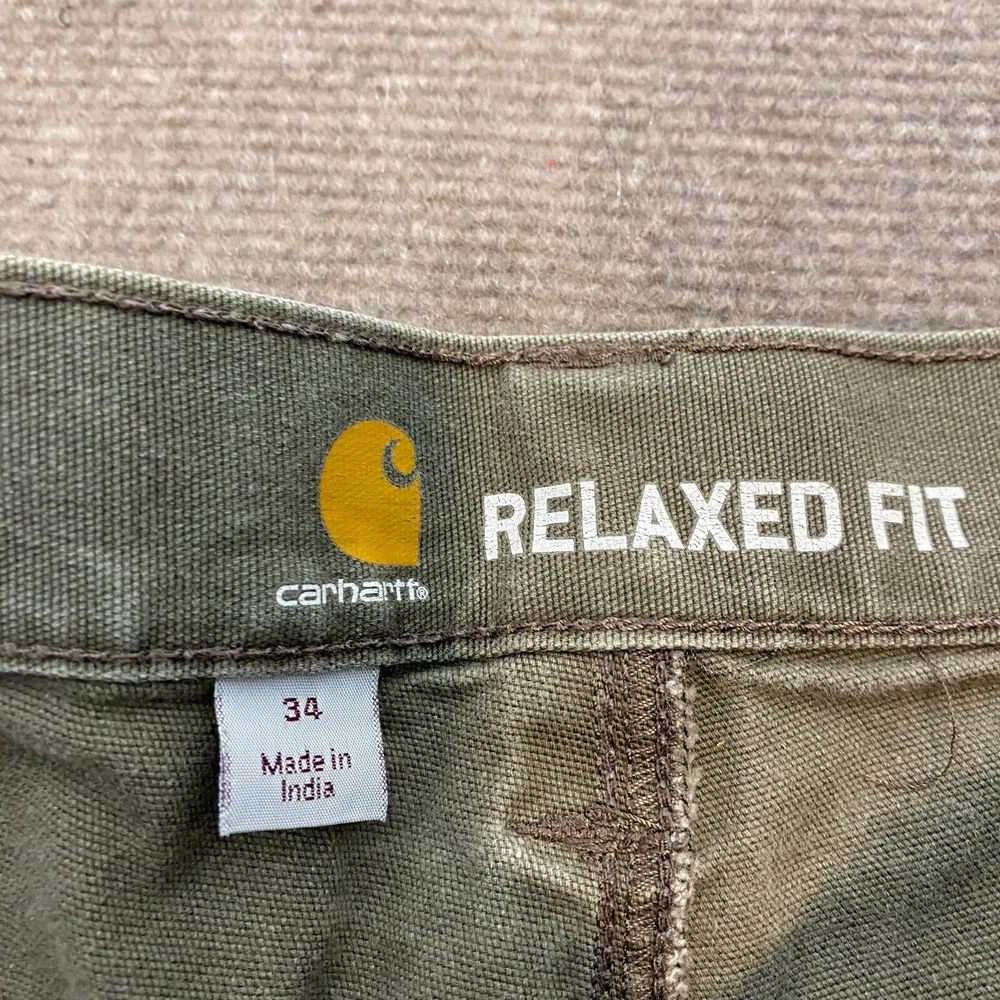 carhartt®
RELAXED FIT
34
Made in
India